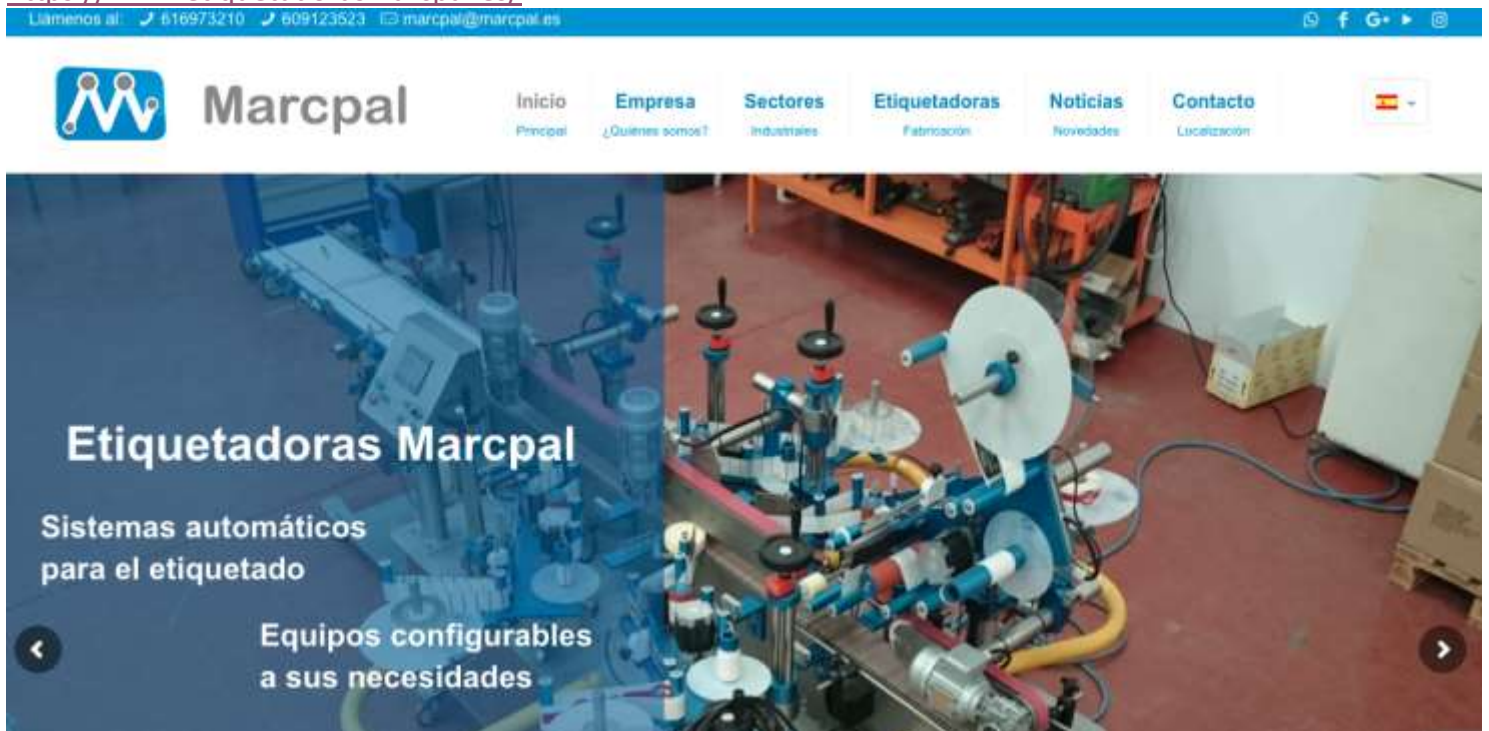 Llámenos al: 616973210 609123523 marcpal@marcpal.es
Marcpal
Inicio Empresa Sectores Etiquetadoras Noticias Contacto
Principal ¿Quiénes somos? Industriales Fabricación Novedades Localización
Etiquetadoras Marcpal
Sistemas automáticos
para el etiquetado
Equipos configurables
a sus necesidades